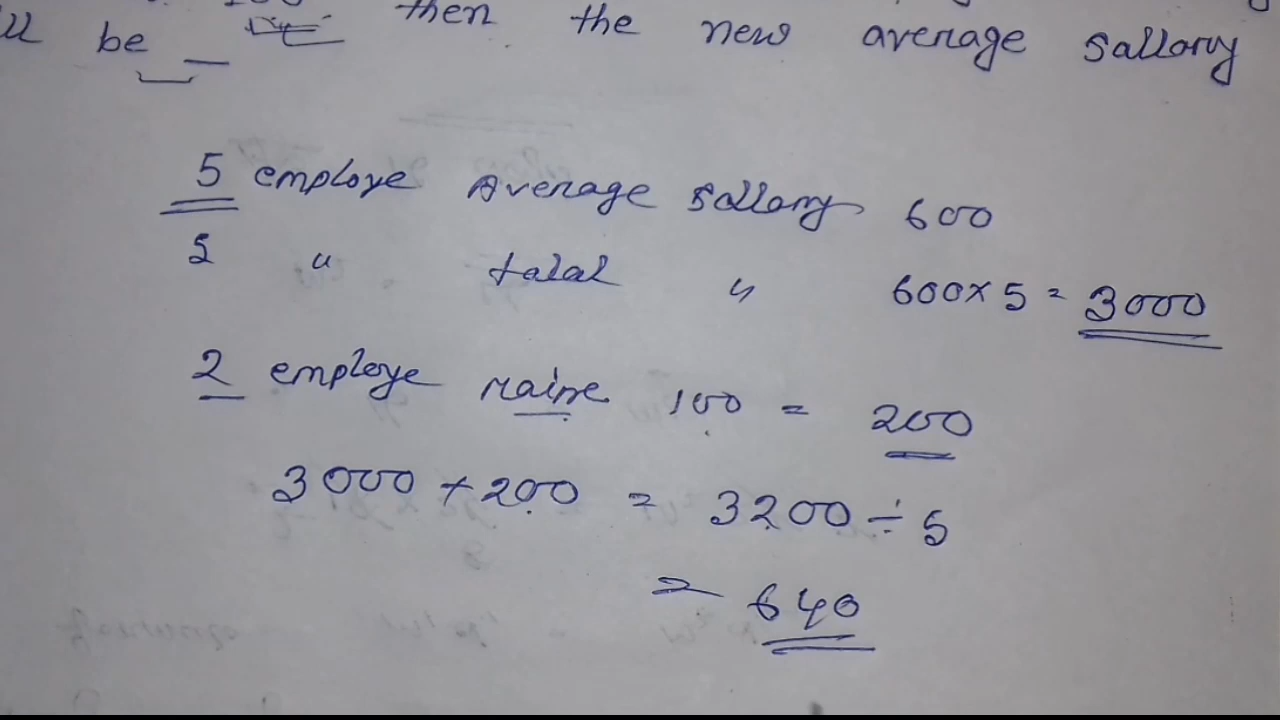 be _ then the new average sallary
5 employe Average sallary 600
5 " total " 600 x 5 = 3000
2 employe raise 100 = 200
3000 + 200 = 3200 ÷ 5
= 640